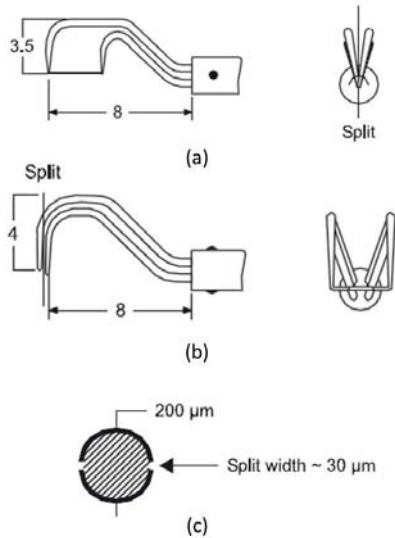 3.5
8
Split
(a)
Split
4
8
(b)
200 µm
Split width ~ 30 µm
(c)